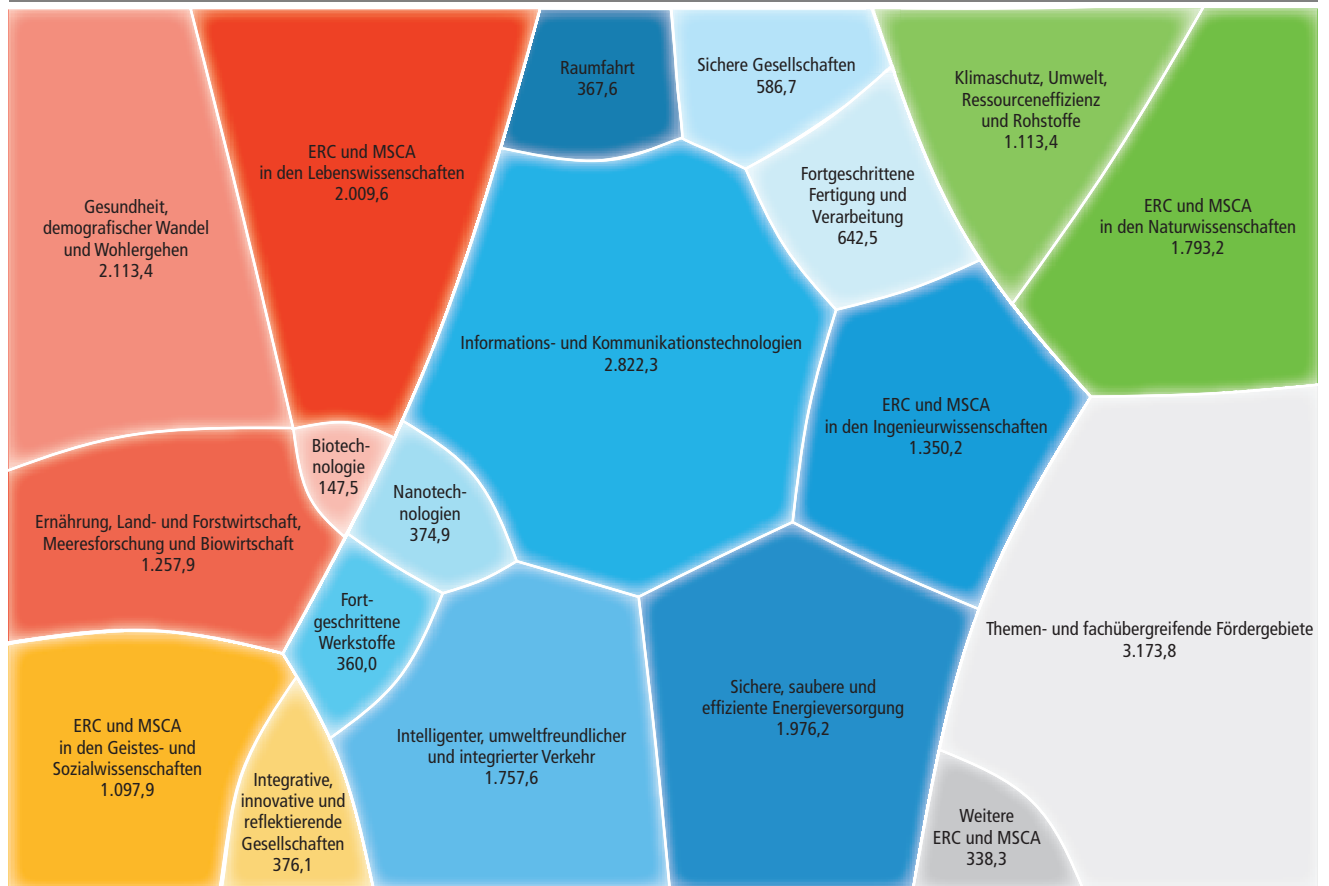 Raumfahrt
367,6
Sichere Gesellschaften
586,7
Klimaschutz, Umwelt,
Ressourceneffizienz
und Rohstoffe
1.113,4
ERC und MSCA
in den Lebenswissenschaften
2.009,6
Fortgeschrittene
Fertigung und
Verarbeitung
642,5
Gesundheit,
demografischer Wandel
und Wohlergehen
2.113,4
ERC und MSCA
in den Naturwissenschaften
1.793,2
Informations- und Kommunikationstechnologien
2.822,3
ERC und MSCA
in den Ingenieurwissenschaften
1.350,2
Biotech-
nologie
147,5
Nanotech-
nologien
374,9
Ernährung, Land- und Forstwirtschaft,
Meeresforschung und Biowirtschaft
1.257,9
Fort-
geschrittene
Werkstoffe
360,0
Themen- und fachübergreifende Fördergebiete
3.173,8
Sichere, saubere und
effiziente Energieversorgung
1.976,2
ERC und MSCA
in den Geistes- und
Sozialwissenschaften
1.097,9
Intelligenter, umweltfreundlicher
und integrierter Verkehr
1.757,6
Integrative,
innovative und
reflektierende
Gesellschaften
376,1
Weitere
ERC und MSCA
338,3